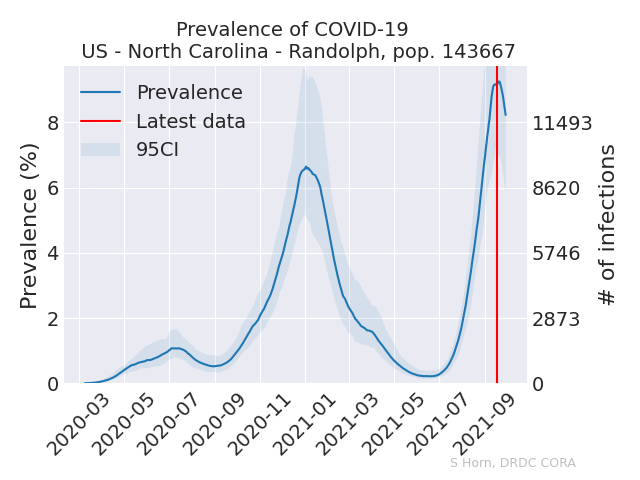 Prevalence of COVID-19
US - North Carolina - Randolph, pop. 143667
Prevalence
Latest data
95CI
Prevalence (%)
0
2
4
6
8
0
2873
5746
8620
11493
# of infections
2020-03
2020-05
2020-07
2020-09
2020-11
2021-01
2021-03
2021-05
2021-07
2021-09
S Horn, DRDC CORA